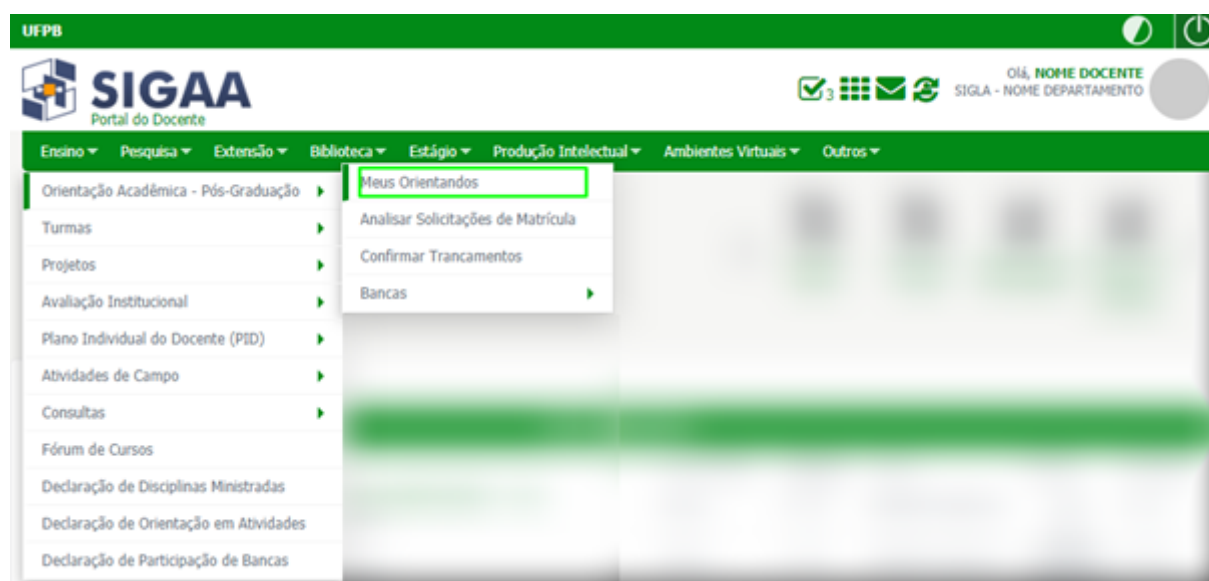 UFPB
SIGAA
Portal do Docente
3
Olá, NOME DOCENTE
SIGLA - NOME DEPARTAMENTO
Ensino Pesquisa Extensão Biblioteca Estágio Produção Intelectual Ambientes Virtuais Outros
Orientação Acadêmica - Pós-Graduação
Turmas
Projetos
Avaliação Institucional
Plano Individual do Docente (PID)
Atividades de Campo
Consultas
Fórum de Cursos
Declaração de Disciplinas Ministradas
Declaração de Orientação em Atividades
Declaração de Participação de Bancas
Meus Orientandos
Analisar Solicitações de Matrícula
Confirmar Trancamentos
Bancas